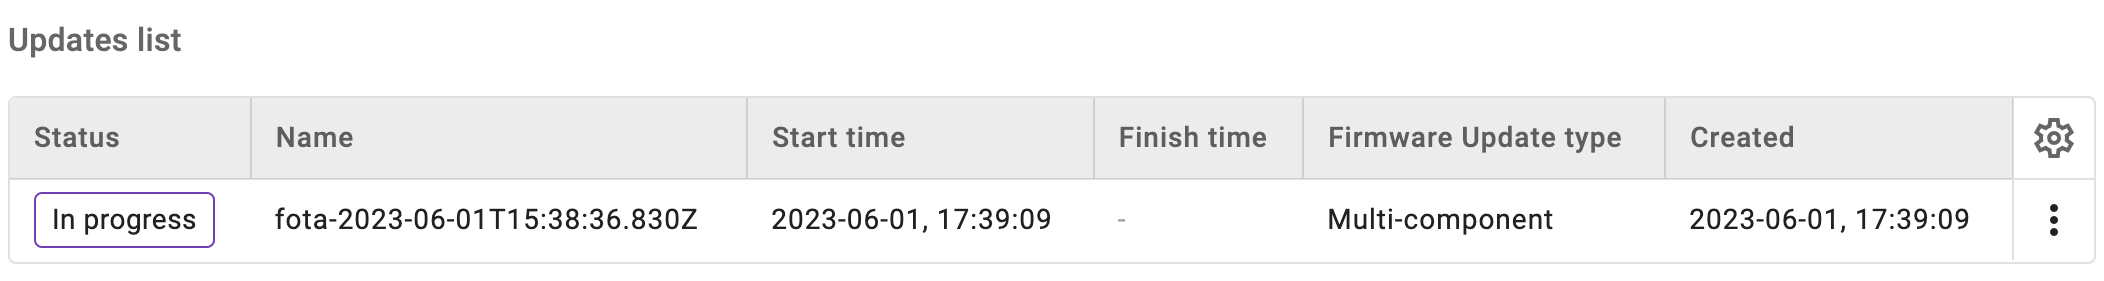 Updates list
Status Name Start time Finish time Firmware Update type Created
In progress fota-2023-06-01T15:38:36.830Z 2023-06-01, 17:39:09 - Multi-component 2023-06-01, 17:39:09